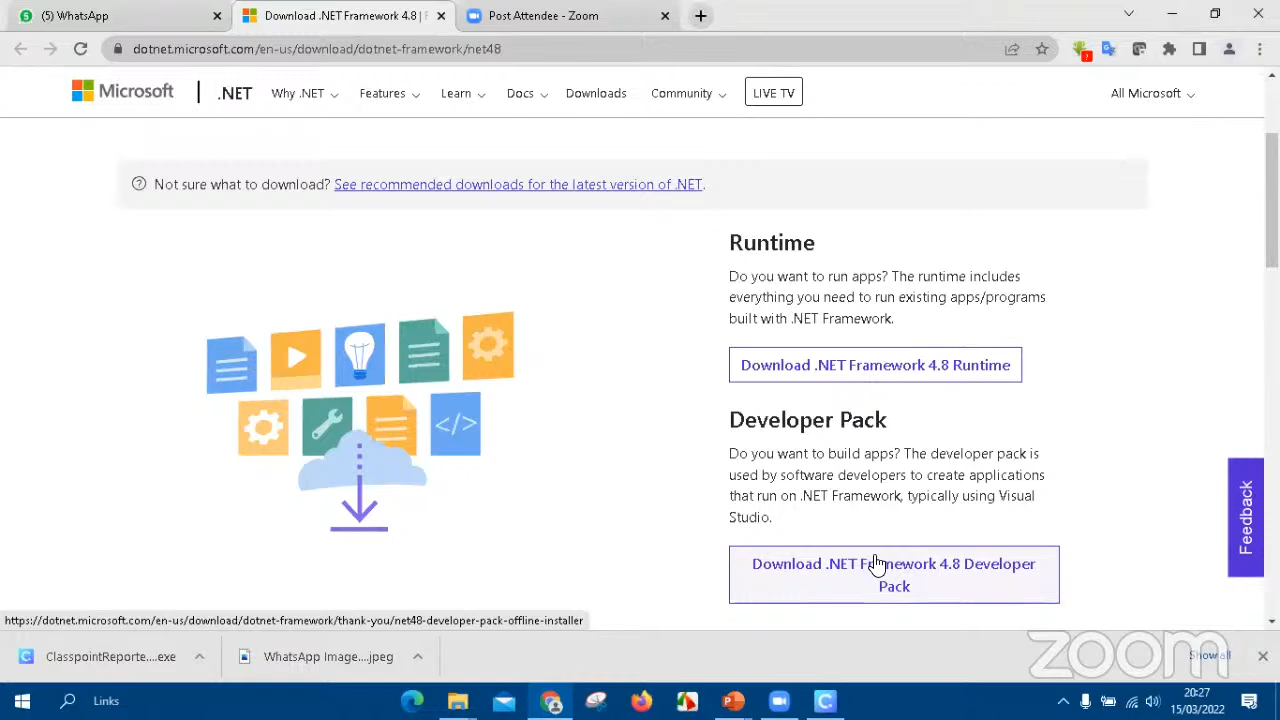 (5) WhatsApp
Download .NET Framework 4.8 |
Post Attendee - Zoom
dotnet.microsoft.com/en-us/download/dotnet-framework/net48
Microsoft
.NET
Why .NET
Features
Learn
Docs
Downloads
Community
LIVE TV
All Microsoft
Not sure what to download? See recommended downloads for the latest version of .NET.
Runtime
Do you want to run apps? The runtime includes
everything you need to run existing apps/programs
built with .NET Framework.
Download .NET Framework 4.8 Runtime
Developer Pack
Do you want to build apps? The developer pack is
used by software developers to create applications
that run on .NET Framework, typically using Visual
Studio.
Download .NET Framework 4.8 Developer
Pack
Feedback
https://dotnet.microsoft.com/en-us/download/dotnet-framework/thank-you/net48-developer-pack-offline-installer
ClasspointReporte....exe
WhatsApp Image....jpeg
Show all
zoom
Links
20:27
15/03/2022